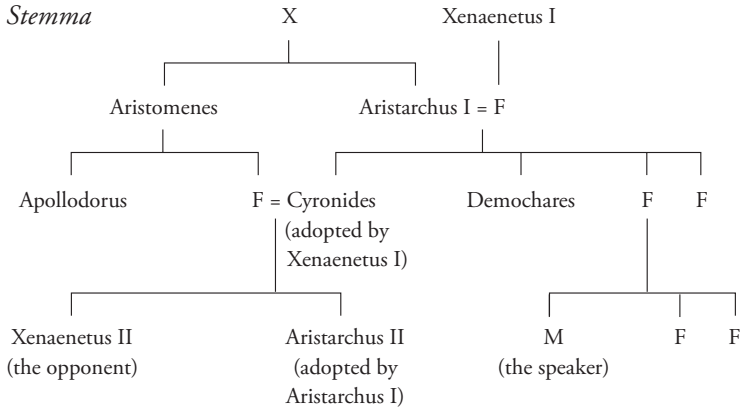 Stemma X Xenaenetus I
Aristomenes Aristarchus I = F
Apollodorus F = Cyronides Demochares F F
(adopted by
Xenaenetus I)
Xenaenetus II Aristarchus II M F F
(the opponent) (adopted by (the speaker)
Aristarchus I)